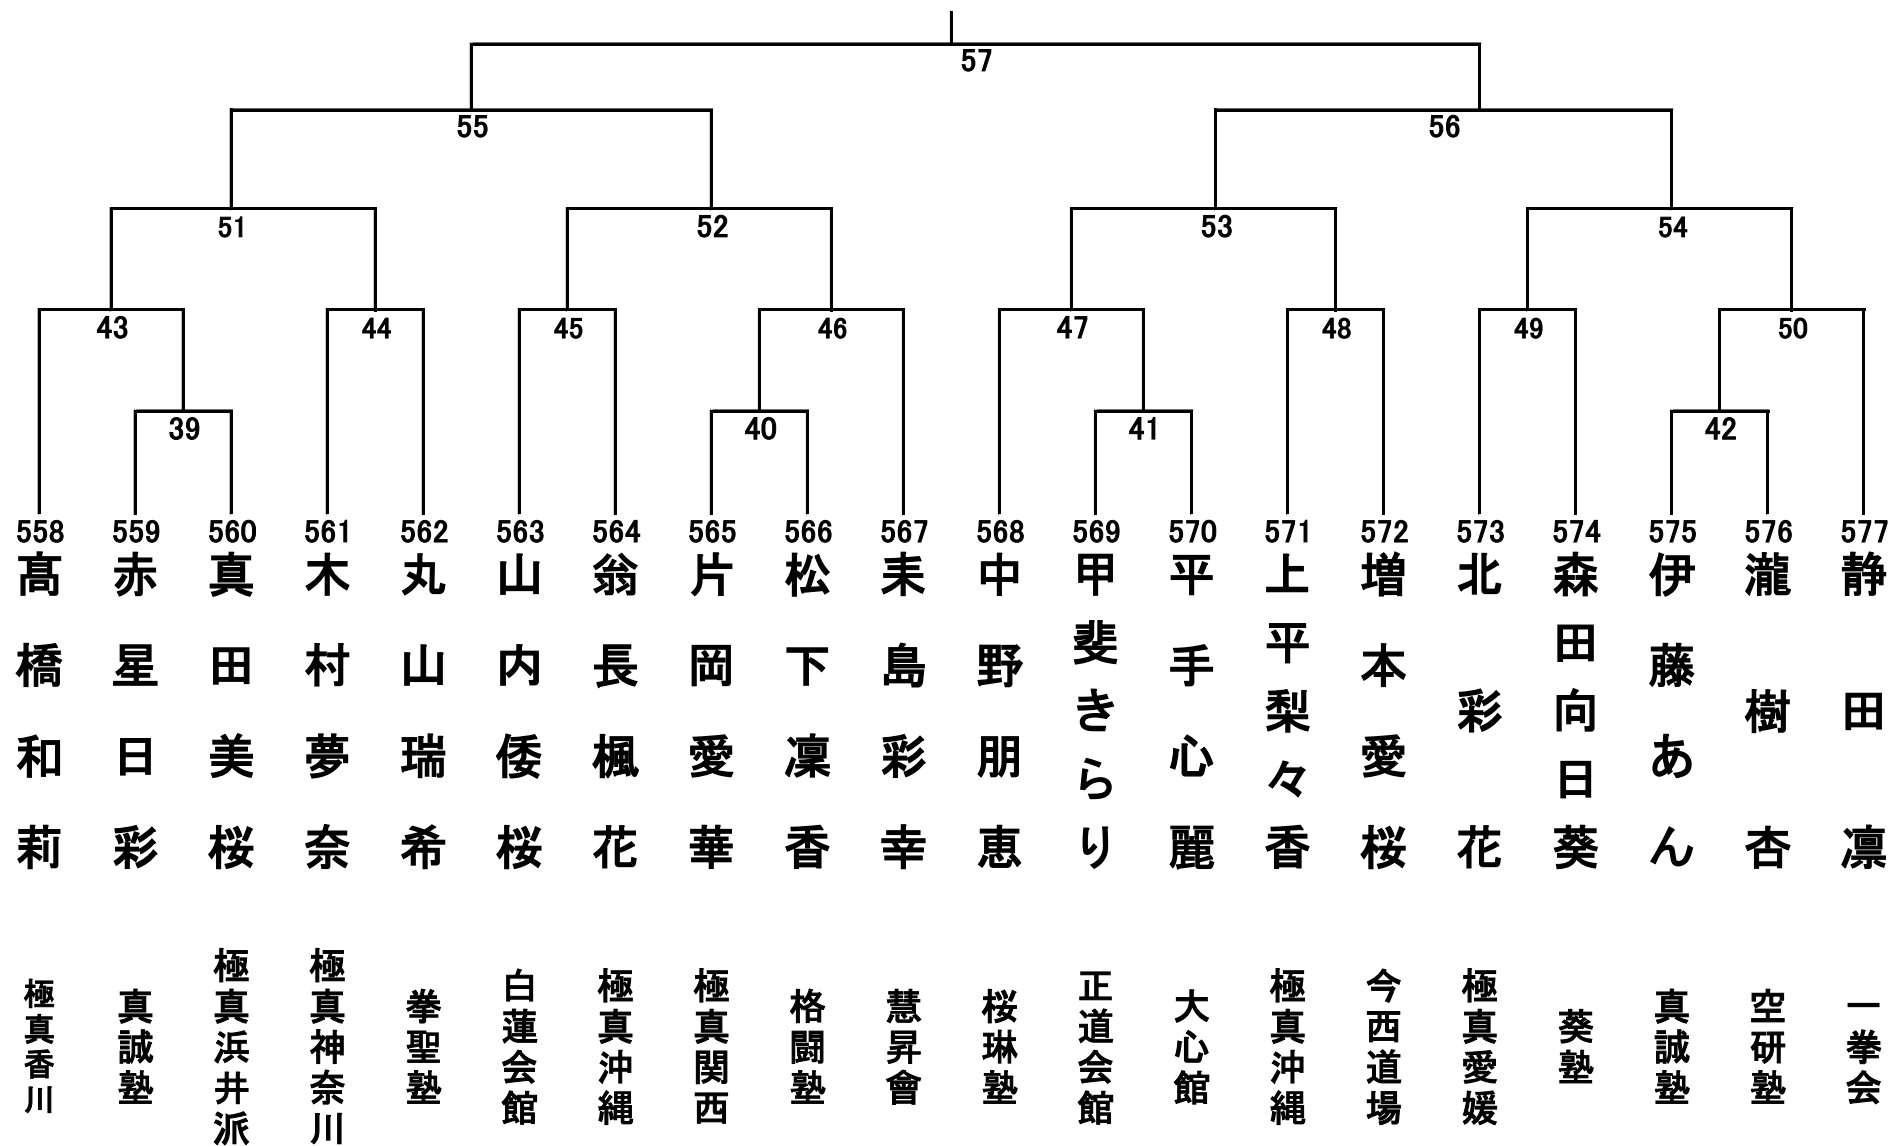 57
55
56
51
52
53
54
43
44
45
46
47
48
49
50
39
40
41
42
558
559
560
561
562
563
564
565
566
567
568
569
570
571
572
573
574
575
576
577
髙橋和莉
赤星日彩
真田美桜
木村夢奈
丸山瑞希
山内倭桜
翁長楓花
片岡愛華
松下凜香
耒島彩幸
中野朋恵
甲斐きらり
平手心麗
上平梨々香
増本愛桜
北彩花
森田向日葵
伊藤あん
瀧樹杏
静田凛
極真香川
真誠塾
極真浜井派
極真神奈川
拳聖塾
白蓮会館
極真沖縄
極真関西
格闘塾
慧昇會
桜琳塾
正道会館
大心館
極真沖縄
今西道場
極真愛媛
葵塾
真誠塾
空研塾
一拳会